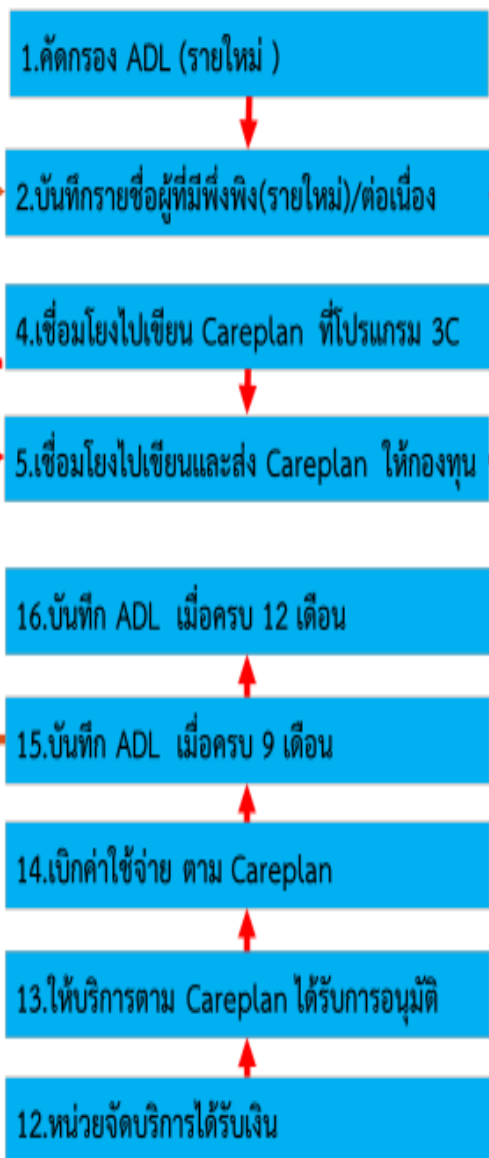 1.คัดกรอง ADL (รายใหม่ )
2.บันทึกรายชื่อผู้ที่มีพึ่งพิง(รายใหม่)/ต่อเนื่อง
4.เชื่อมโยงไปเขียน Careplan ที่โปรแกรม 3C
5.เชื่อมโยงไปเขียนและส่ง Careplan ให้กองทุน
16.บันทึก ADL เมื่อครบ 12 เดือน
15.บันทึก ADL เมื่อครบ 9 เดือน
14.เบิกค่าใช้จ่าย ตาม Careplan
13.ให้บริการตาม Careplan ได้รับการอนุมัติ
12.หน่วยจัดบริการได้รับเงิน